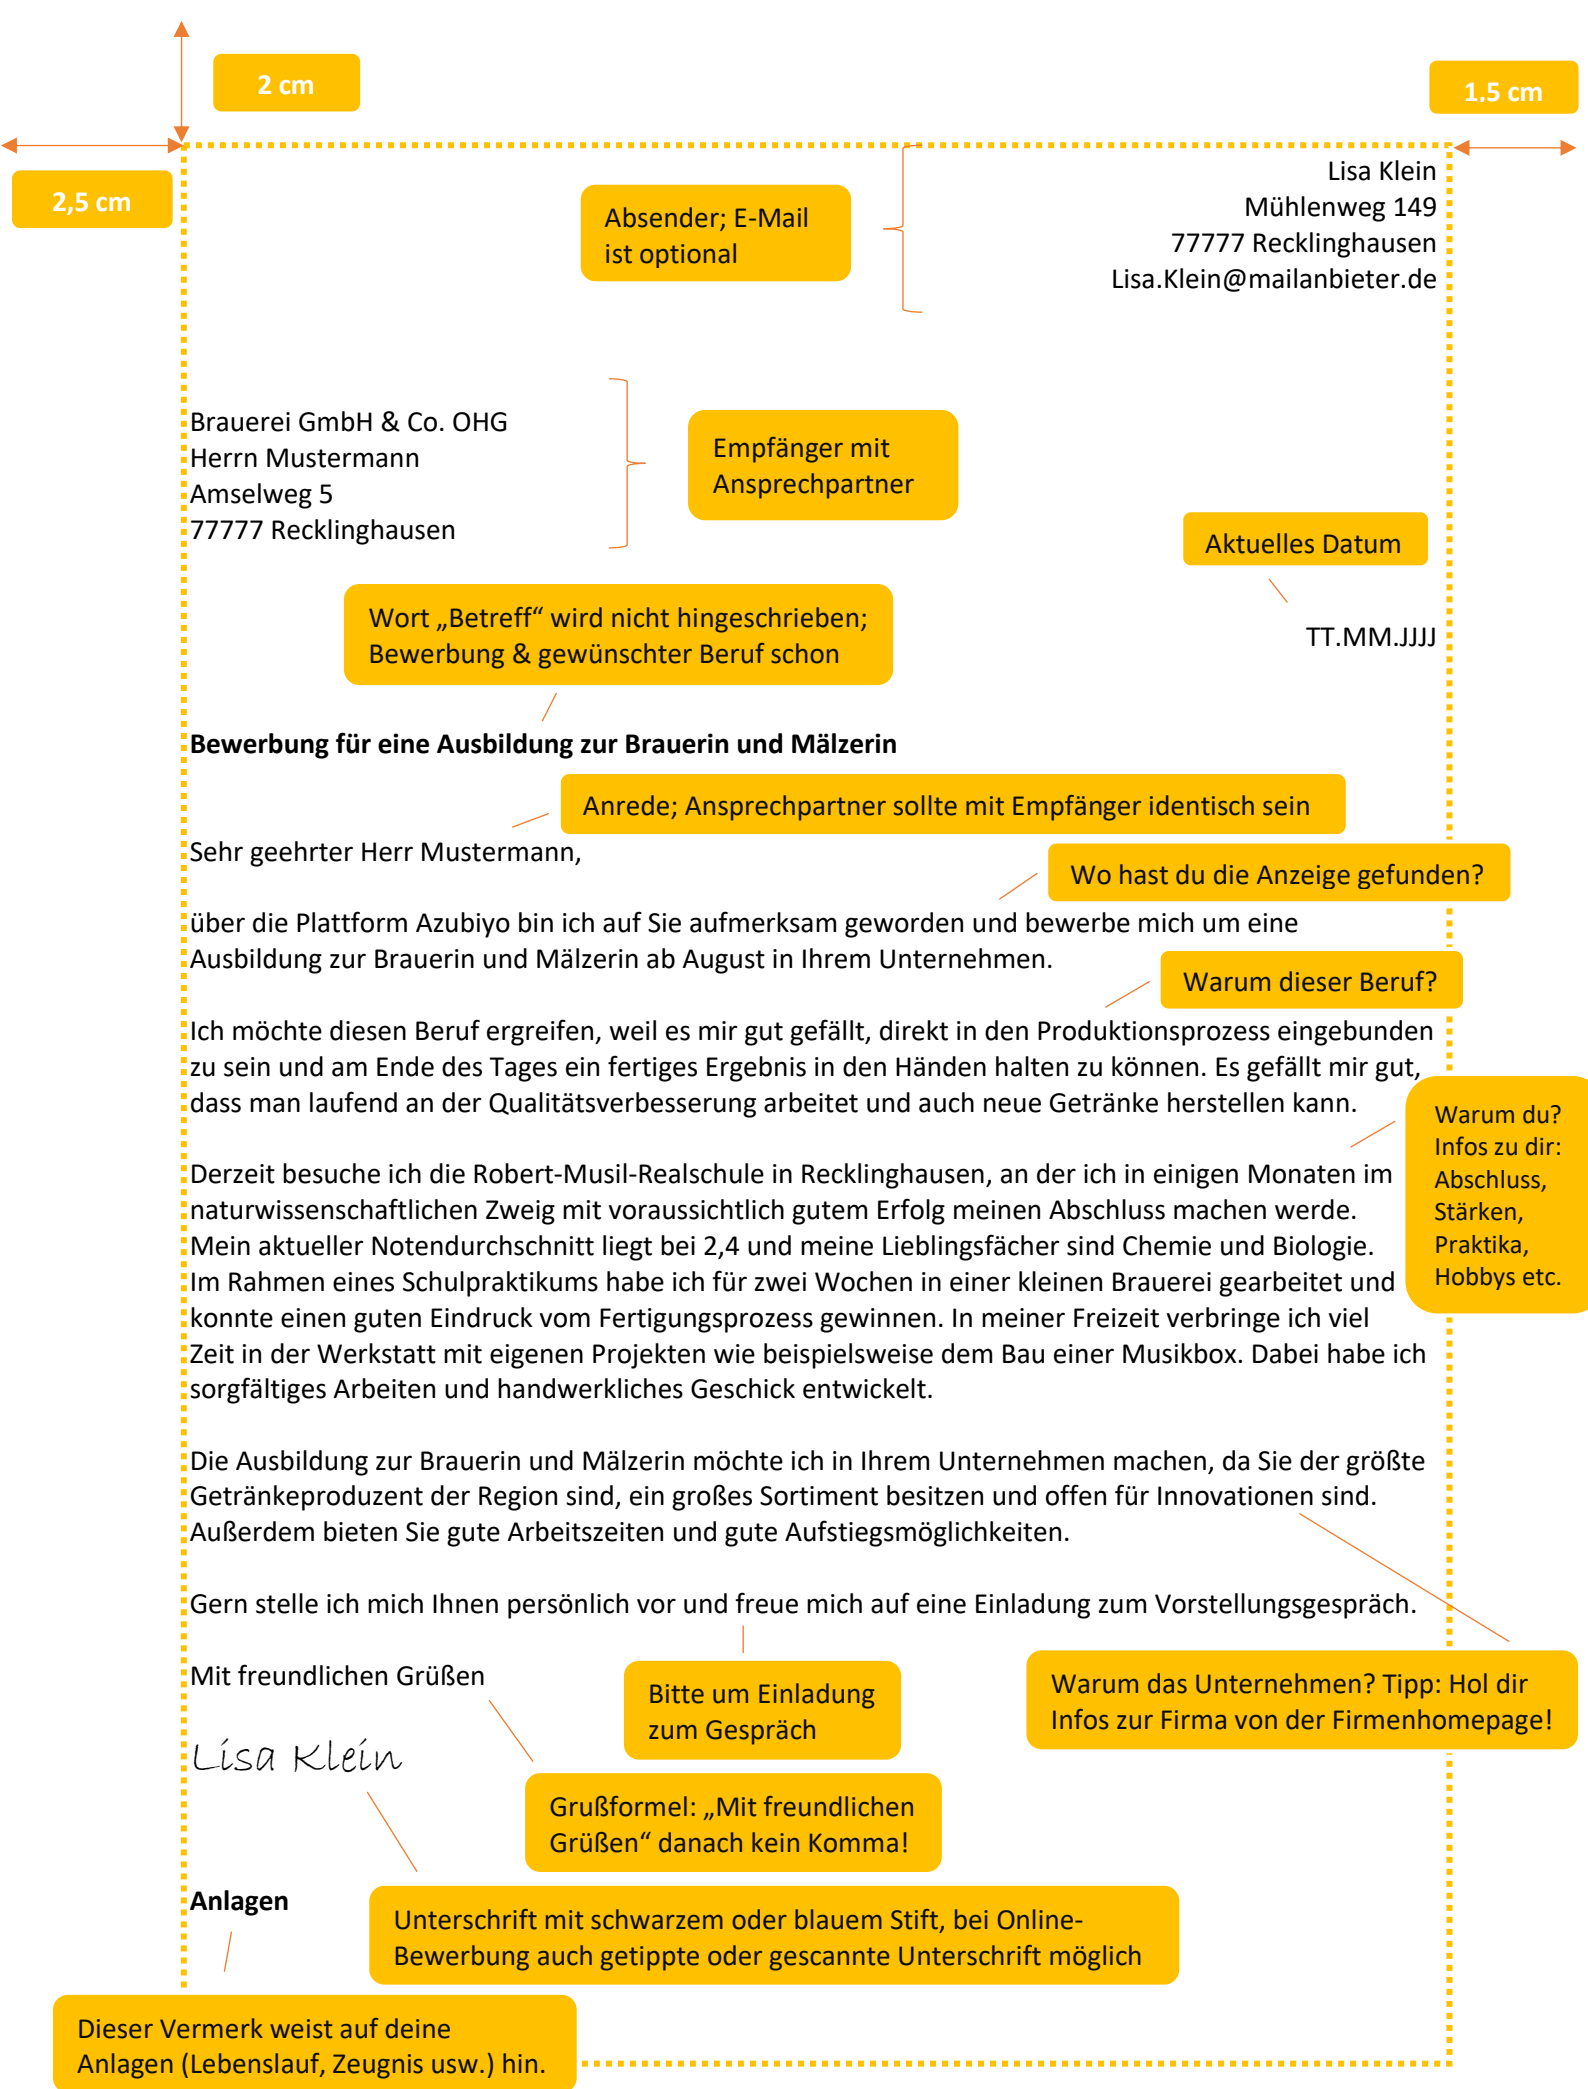 2 cm
1,5 cm
2,5 cm
Absender; E-Mail
ist optional
Lisa Klein
Mühlenweg 149
77777 Recklinghausen
Lisa.Klein@mailanbieter.de
Brauerei GmbH & Co. OHG
Herrn Mustermann
Amselweg 5
77777 Recklinghausen
Empfänger mit
Ansprechpartner
Aktuelles Datum
TT.MM.JJJJ
Wort „Betreff“ wird nicht hingeschrieben;
Bewerbung & gewünschter Beruf schon
Bewerbung für eine Ausbildung zur Brauerin und Mälzerin
Anrede; Ansprechpartner sollte mit Empfänger identisch sein
Sehr geehrter Herr Mustermann,
Wo hast du die Anzeige gefunden?
über die Plattform Azubiyo bin ich auf Sie aufmerksam geworden und bewerbe mich um eine
Ausbildung zur Brauerin und Mälzerin ab August in Ihrem Unternehmen.
Warum dieser Beruf?
Ich möchte diesen Beruf ergreifen, weil es mir gut gefällt, direkt in den Produktionsprozess eingebunden
zu sein und am Ende des Tages ein fertiges Ergebnis in den Händen halten zu können. Es gefällt mir gut,
dass man laufend an der Qualitätsverbesserung arbeitet und auch neue Getränke herstellen kann.
Warum du?
Infos zu dir:
Abschluss,
Stärken,
Praktika,
Hobbys etc.
Derzeit besuche ich die Robert-Musil-Realschule in Recklinghausen, an der ich in einigen Monaten im
naturwissenschaftlichen Zweig mit voraussichtlich gutem Erfolg meinen Abschluss machen werde.
Mein aktueller Notendurchschnitt liegt bei 2,4 und meine Lieblingsfächer sind Chemie und Biologie.
Im Rahmen eines Schulpraktikums habe ich für zwei Wochen in einer kleinen Brauerei gearbeitet und
konnte einen guten Eindruck vom Fertigungsprozess gewinnen. In meiner Freizeit verbringe ich viel
Zeit in der Werkstatt mit eigenen Projekten wie beispielsweise dem Bau einer Musikbox. Dabei habe ich
sorgfältiges Arbeiten und handwerkliches Geschick entwickelt.
Die Ausbildung zur Brauerin und Mälzerin möchte ich in Ihrem Unternehmen machen, da Sie der größte
Getränkeproduzent der Region sind, ein großes Sortiment besitzen und offen für Innovationen sind.
Außerdem bieten Sie gute Arbeitszeiten und gute Aufstiegsmöglichkeiten.
Gern stelle ich mich Ihnen persönlich vor und freue mich auf eine Einladung zum Vorstellungsgespräch.
Mit freundlichen Grüßen
Bitte um Einladung
zum Gespräch
Warum das Unternehmen? Tipp: Hol dir
Infos zur Firma von der Firmenhomepage!
Lisa Klein
Grußformel: „Mit freundlichen
Grüßen“ danach kein Komma!
Anlagen
Unterschrift mit schwarzem oder blauem Stift, bei Online-
Bewerbung auch getippte oder gescannte Unterschrift möglich
Dieser Vermerk weist auf deine
Anlagen (Lebenslauf, Zeugnis usw.) hin.